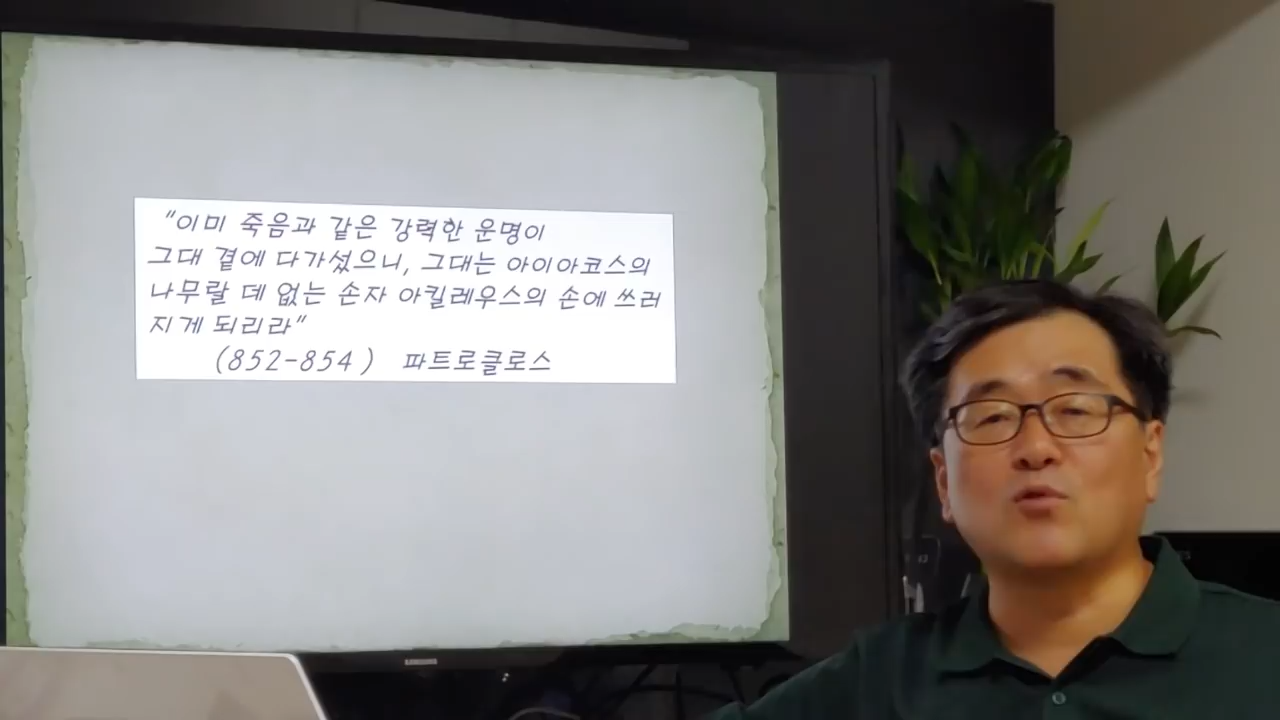 "이미 죽음과 같은 강력한 운명이
그대 곁에 다가섰으니, 그대는 아이아코스의
나무랄 데 없는 손자 아킬레우스의 손에 쓰러
지게 되리라"
(852-854) 파트로클로스
SAMSUNG